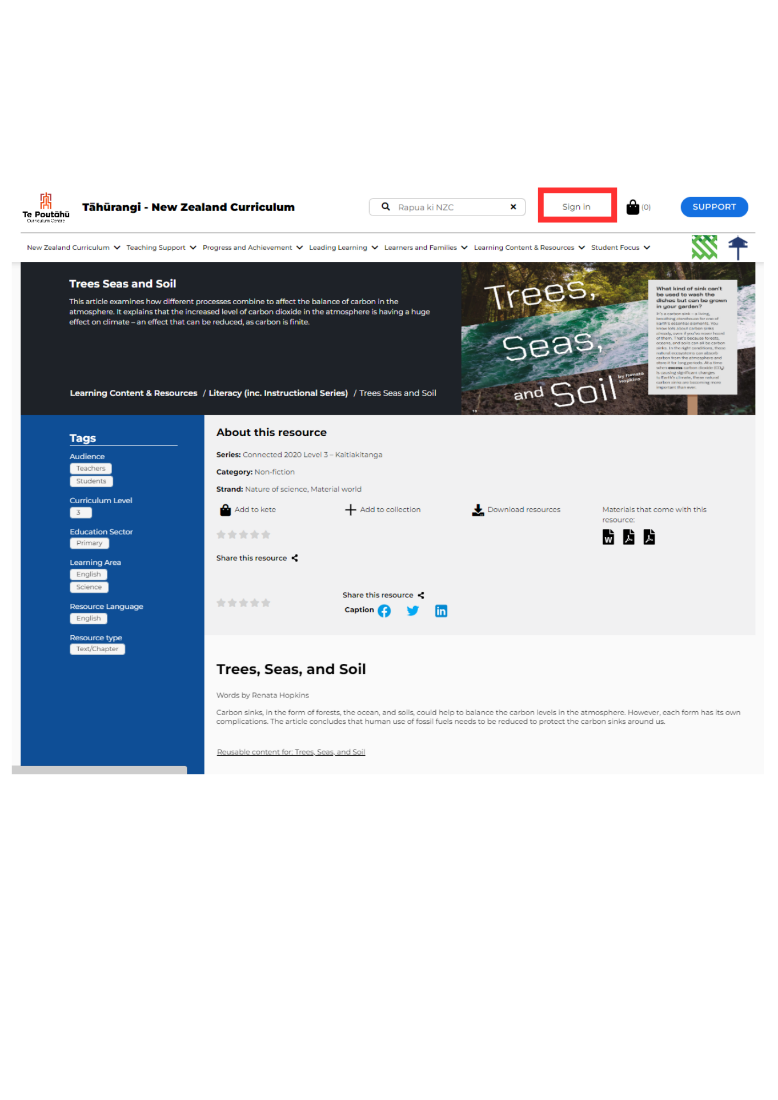 Te Poutāhū
Curriculum Centre
Tāhūrangi - New Zealand Curriculum
Rapua ki NZC
Sign in
(0)
SUPPORT
New Zealand Curriculum Teaching Support Progress and Achievement Leading Learning Learners and Families Learning Content & Resources Student Focus
Trees Seas and Soil
This article examines how different processes combine to affect the balance of carbon in the
atmosphere. It explains that the increased level of carbon dioxide in the atmosphere is having a huge
effect on climate – an effect that can be reduced, as carbon is finite.
Learning Content & Resources / Literacy (inc. Instructional Series) / Trees Seas and Soil
Trees,
Seas,
and Soil
by Renata
Hopkins
What kind of sink can't
be used to wash the
dishes but can be grown
in your garden?
Tags
Audience
Teachers
Students
Curriculum Level
3
Education Sector
Primary
Learning Area
English
Science
Resource Language
English
Resource type
Text/Chapter
About this resource
Series: Connected 2020 Level 3 – Kaitiakitanga
Category: Non-fiction
Strand: Nature of science, Material world
Add to kete
Add to collection
Download resources
Materials that come with this
resource:
Share this resource
Share this resource
Caption
Trees, Seas, and Soil
Words by Renata Hopkins
Carbon sinks, in the form of forests, the ocean, and soils, could help to balance the carbon levels in the atmosphere. However, each form has its own
complications. The article concludes that human use of fossil fuels needs to be reduced to protect the carbon sinks around us.
Reusable content for: Trees, Seas, and Soil